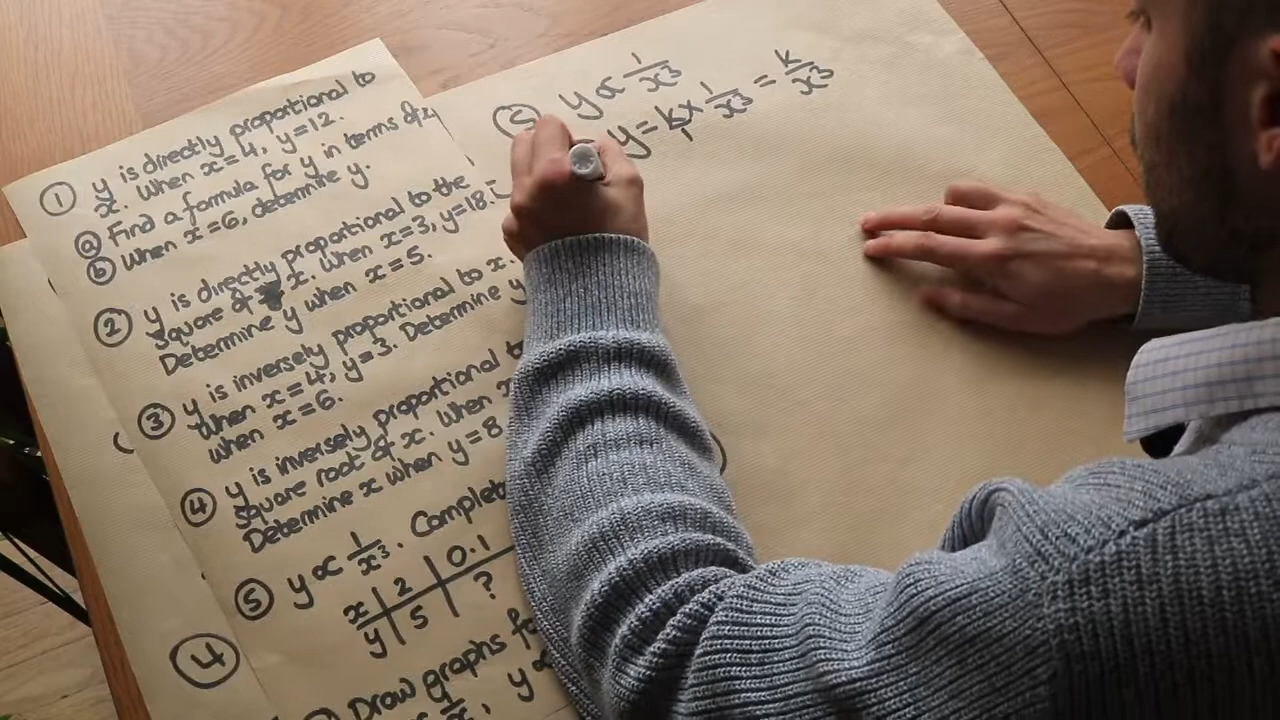 ① y is directly proportional to
x. When x=4, y=12.
ⓐ Find a formula for y in terms of x.
ⓑ When x=6, determine y.
② y is directly proportional to the
square of x. When x=3, y=18.
Determine y when x=5.
③ y is inversely proportional to x.
When x=4, y=3. Determine y
when x=6.
④ y is inversely proportional
square root of x. When
Determine x when y=8
⑤ y ∝ 1/x³. Complete
x | 2 | 0.1
y | 5 | ?
Draw graphs
④
⑤ y ∝ 1/x³
y = k/1 × 1/x³ = k/x³